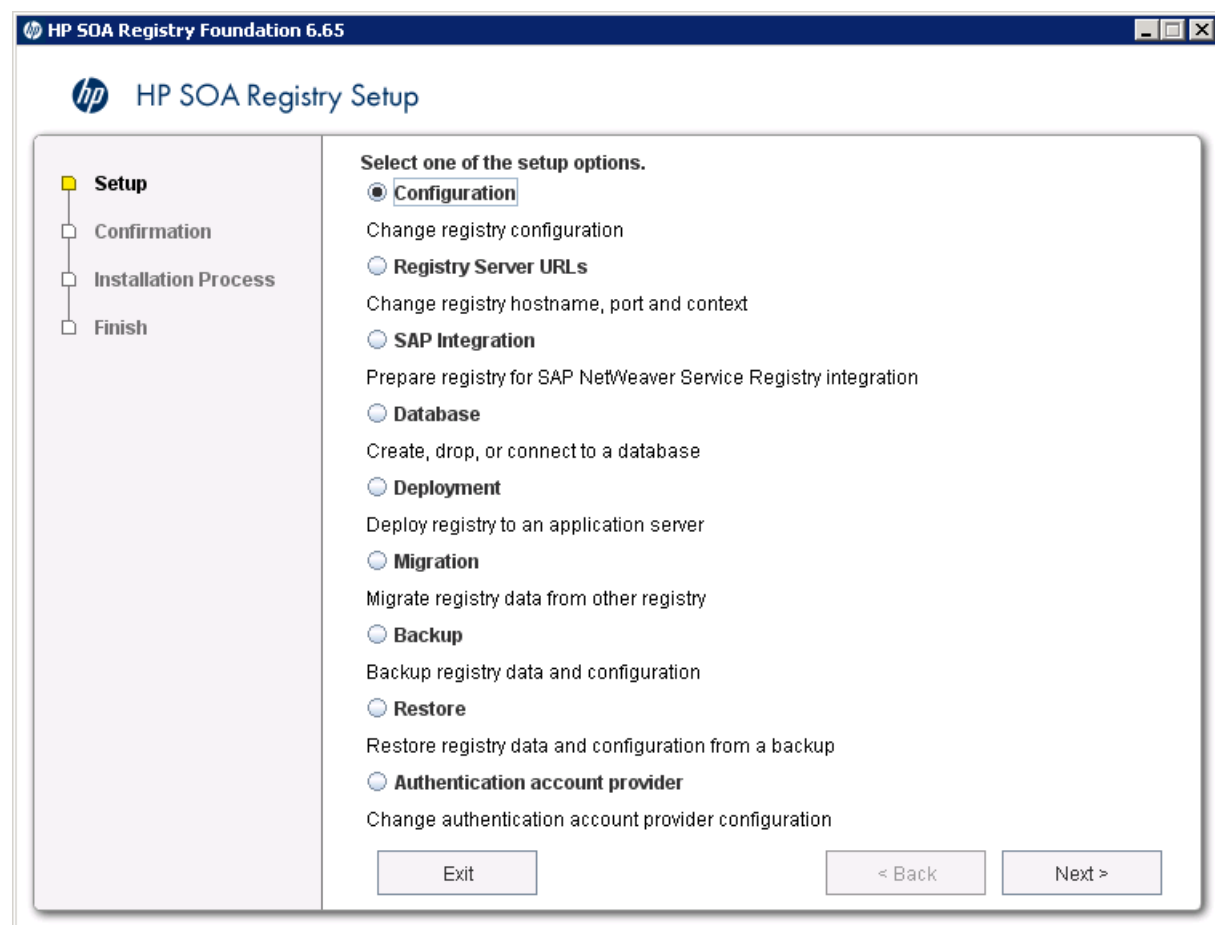 HP SOA Registry Foundation 6.65
hp HP SOA Registry Setup
Setup
Confirmation
Installation Process
Finish
Select one of the setup options.
Configuration
Change registry configuration
Registry Server URLs
Change registry hostname, port and context
SAP Integration
Prepare registry for SAP NetWeaver Service Registry integration
Database
Create, drop, or connect to a database
Deployment
Deploy registry to an application server
Migration
Migrate registry data from other registry
Backup
Backup registry data and configuration
Restore
Restore registry data and configuration from a backup
Authentication account provider
Change authentication account provider configuration
Exit
< Back
Next >